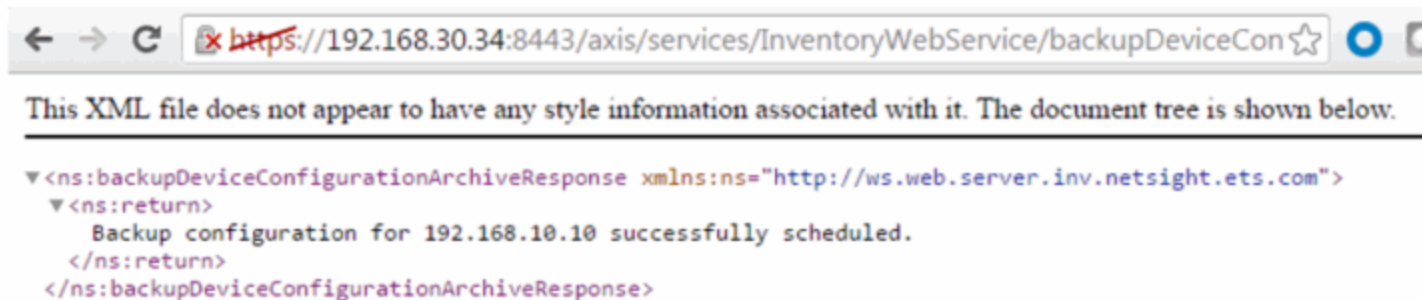 https://192.168.30.34:8443/axis/services/InventoryWebService/backupDeviceCon
This XML file does not appear to have any style information associated with it. The document tree is shown below.
▼<ns:backupDeviceConfigurationArchiveResponse xmlns:ns="http://ws.web.server.inv.netsight.ets.com">
▼<ns:return>
Backup configuration for 192.168.10.10 successfully scheduled.
</ns:return>
</ns:backupDeviceConfigurationArchiveResponse>